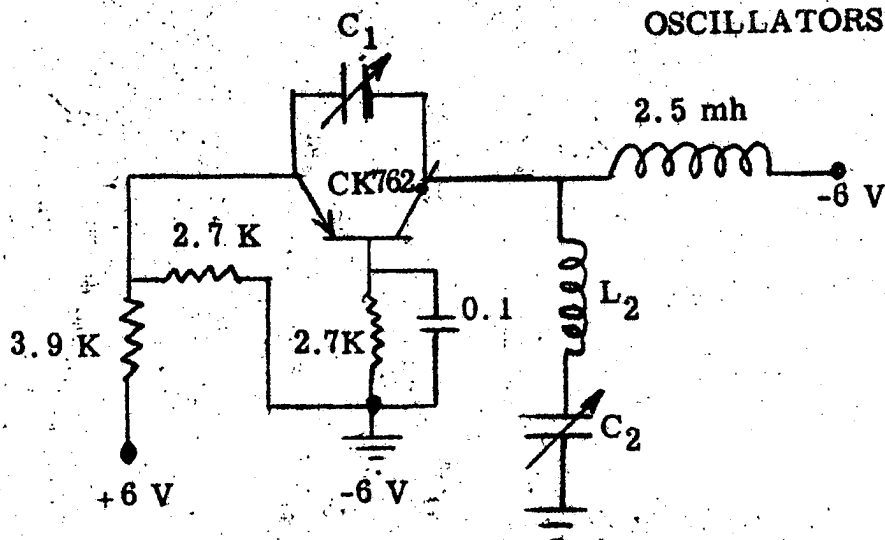 OSCILLATORS
C1
2.5 mh
CK762
-6 V
2.7 K
L2
3.9 K
2.7K
0.1
C2
+6 V
-6 V